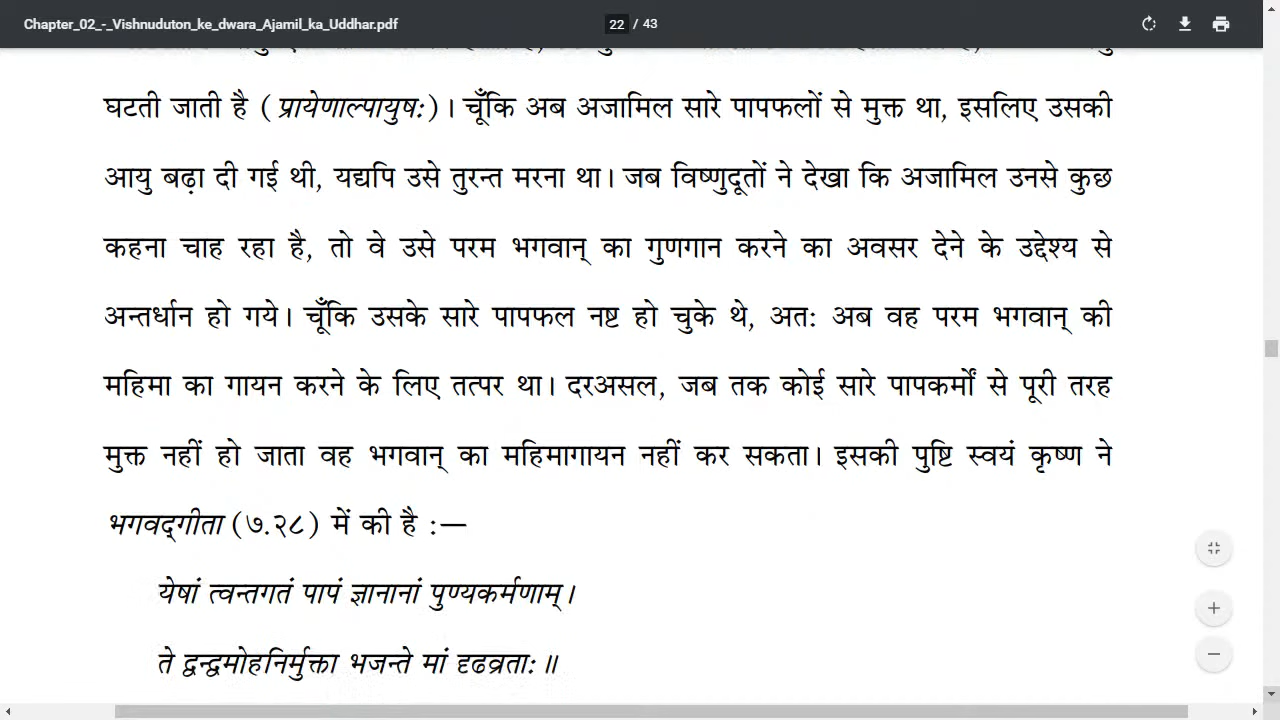 Chapter_02_-_Vishnuduton_ke_dwara_Ajamil_ka_Uddhar.pdf 22 / 43
घटती जाती है (प्रायेणाल्पायुषः)। चूँकि अब अजामिल सारे पापफलों से मुक्त था, इसलिए उसकी
आयु बढ़ा दी गई थी, यद्यपि उसे तुरन्त मरना था। जब विष्णुदूतों ने देखा कि अजामिल उनसे कुछ
कहना चाह रहा है, तो वे उसे परम भगवान् का गुणगान करने का अवसर देने के उद्देश्य से
अन्तर्धान हो गये। चूँकि उसके सारे पापफल नष्ट हो चुके थे, अतः अब वह परम भगवान् की
महिमा का गायन करने के लिए तत्पर था। दरअसल, जब तक कोई सारे पापकर्मों से पूरी तरह
मुक्त नहीं हो जाता वह भगवान् का महिमागायन नहीं कर सकता। इसकी पुष्टि स्वयं कृष्ण ने
भगवद्गीता (७.२८) में की है :—
येषां त्वन्तगतं पापं ज्ञानानां पुण्यकर्मणाम्।
ते द्वन्द्वमोहनिर्मुक्ता भजन्ते मां दृढव्रताः॥